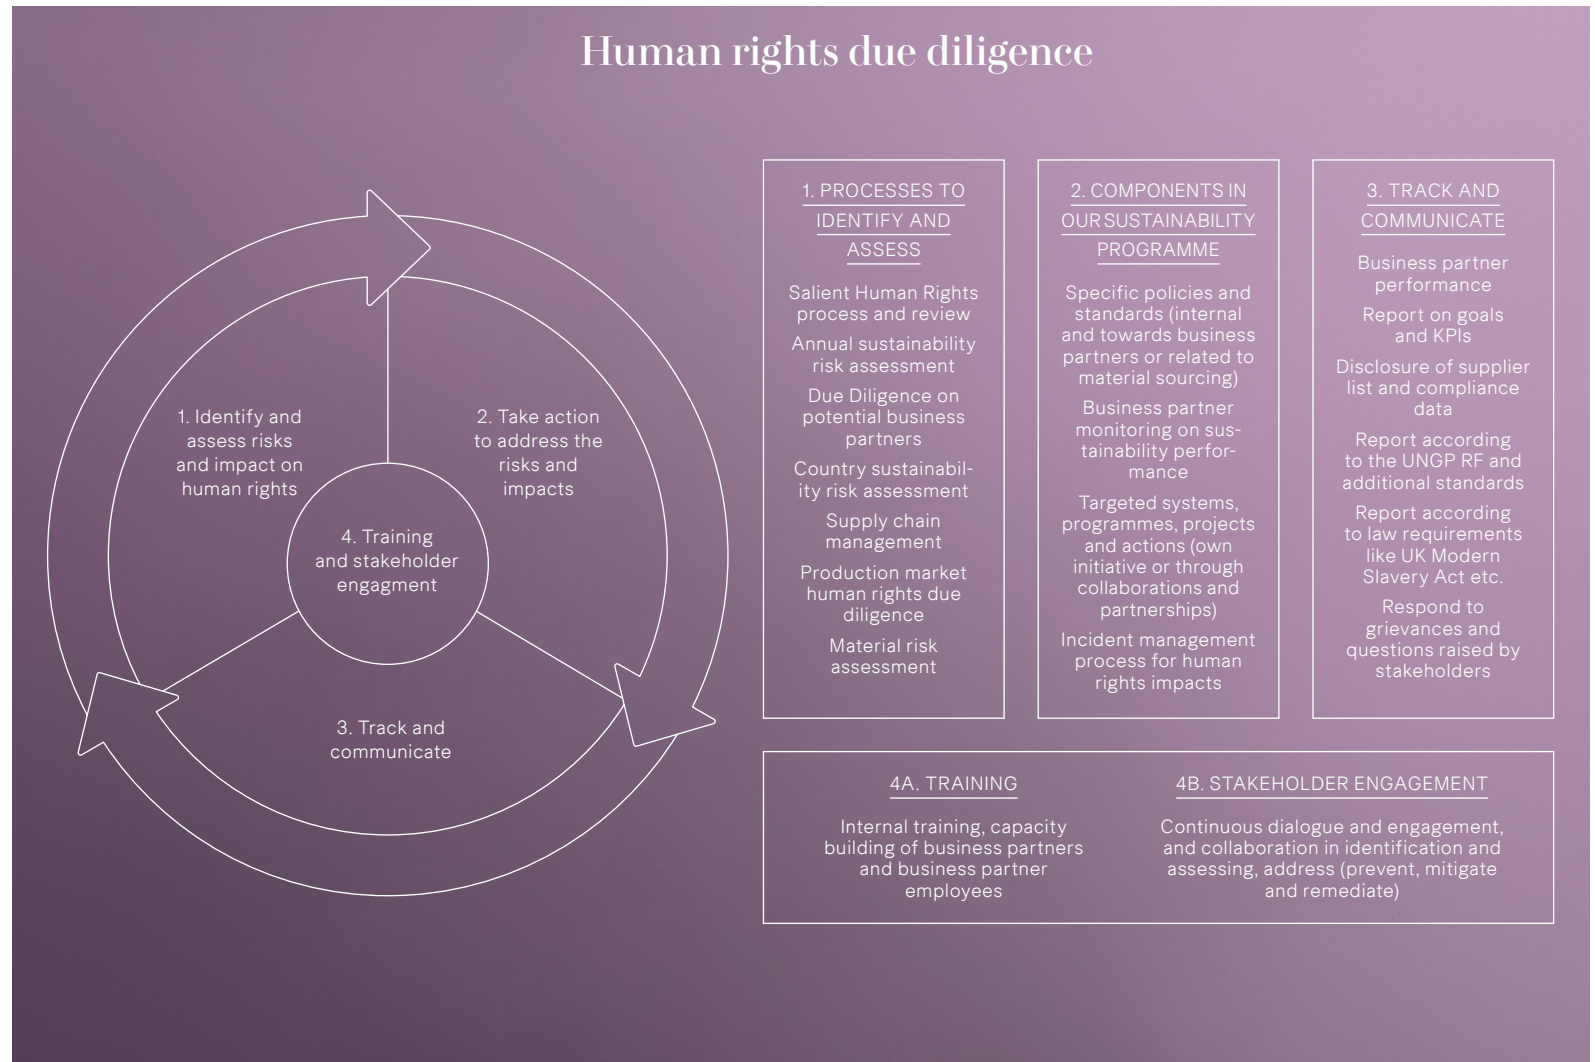 Human rights due diligence
1. Identify and
assess risks
and impact on
human rights
2. Take action
to address the
risks and
impacts
4. Training
and stakeholder
engagment
3. Track and
communicate
1. PROCESSES TO
IDENTIFY AND
ASSESS
Salient Human Rights
process and review
Annual sustainability
risk assessment
Due Diligence on
potential business
partners
Country sustainabil-
ity risk assessment
Supply chain
management
Production market
human rights due
diligence
Material risk
assessment
2. COMPONENTS IN
OUR SUSTAINABILITY
PROGRAMME
Specific policies and
standards (internal
and towards business
partners or related to
material sourcing)
Business partner
monitoring on sus-
tainability perfor-
mance
Targeted systems,
programmes, projects
and actions (own
initiative or through
collaborations and
partnerships)
Incident management
process for human
rights impacts
3. TRACK AND
COMMUNICATE
Business partner
performance
Report on goals
and KPIs
Disclosure of supplier
list and compliance
data
Report according
to the UNGP RF and
additional standards
Report according
to law requirements
like UK Modern
Slavery Act etc.
Respond to
grievances and
questions raised by
stakeholders
4A. TRAINING
Internal training, capacity
building of business partners
and business partner
employees
4B. STAKEHOLDER ENGAGEMENT
Continuous dialogue and engagement,
and collaboration in identification and
assessing, address (prevent, mitigate
and remediate)